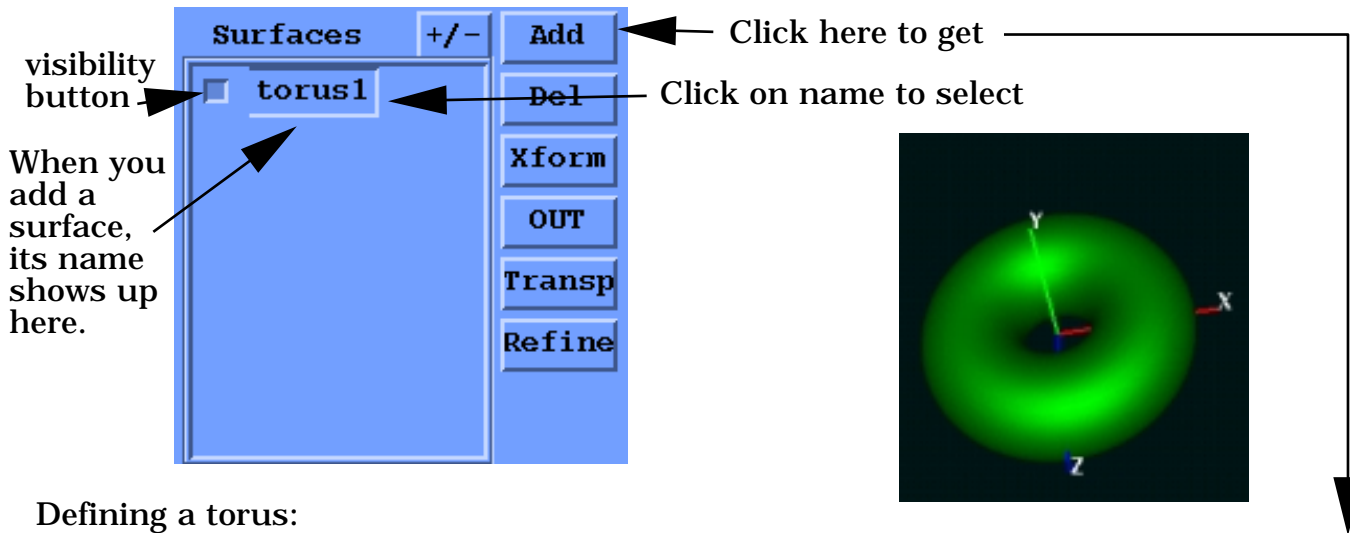 Surfaces +/- Add
Click here to get
visibility
button
torus1
Del
Click on name to select
When you
add a
surface,
its name
shows up
here.
Xform
OUT
Transp
Refine
Y
X
Z
Defining a torus: